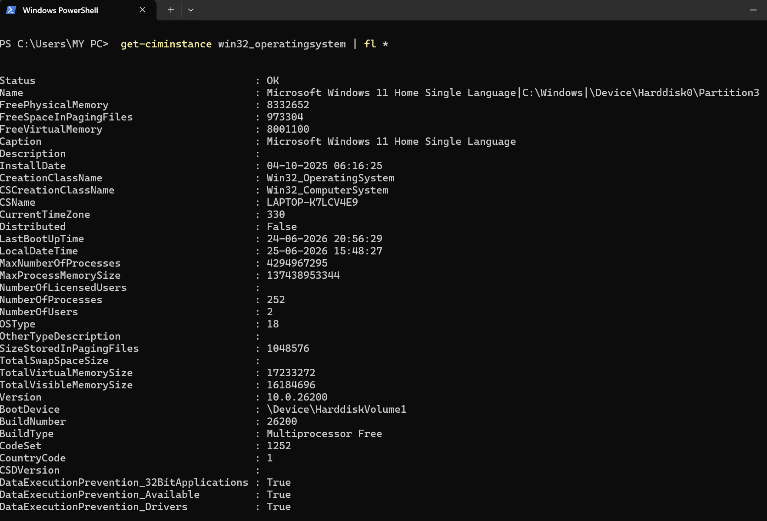 Windows PowerShell
PS C:\Users\MY PC>  get-ciminstance win32_operatingsystem | fl *
Status                                    : OK
Name                                      : Microsoft Windows 11 Home Single Language|C:\Windows|\Device\Harddisk0\Partition3
FreePhysicalMemory                        : 8332652
FreeSpaceInPagingFiles                    : 973304
FreeVirtualMemory                         : 8001100
Caption                                   : Microsoft Windows 11 Home Single Language
Description                               :
InstallDate                               : 04-10-2025 06:16:25
CreationClassName                         : Win32_OperatingSystem
CSCreationClassName                       : Win32_ComputerSystem
CSName                                    : LAPTOP-K7LCV4E9
CurrentTimeZone                           : 330
Distributed                               : False
LastBootUpTime                            : 24-06-2026 20:56:29
LocalDateTime                             : 25-06-2026 15:48:27
MaxNumberOfProcesses                      : 4294967295
MaxProcessMemorySize                      : 137438953344
NumberOfLicensedUsers                     :
NumberOfProcesses                         : 252
NumberOfUsers                             : 2
OSType                                    : 18
OtherTypeDescription                      :
SizeStoredInPagingFiles                   : 1048576
TotalSwapSpaceSize                        :
TotalVirtualMemorySize                    : 17233272
TotalVisibleMemorySize                    : 16184696
Version                                   : 10.0.26200
BootDevice                                : \Device\HarddiskVolume1
BuildNumber                               : 26200
BuildType                                 : Multiprocessor Free
CodeSet                                   : 1252
CountryCode                               : 1
CSDVersion                                :
DataExecutionPrevention_32BitApplications : True
DataExecutionPrevention_Available         : True
DataExecutionPrevention_Drivers           : True